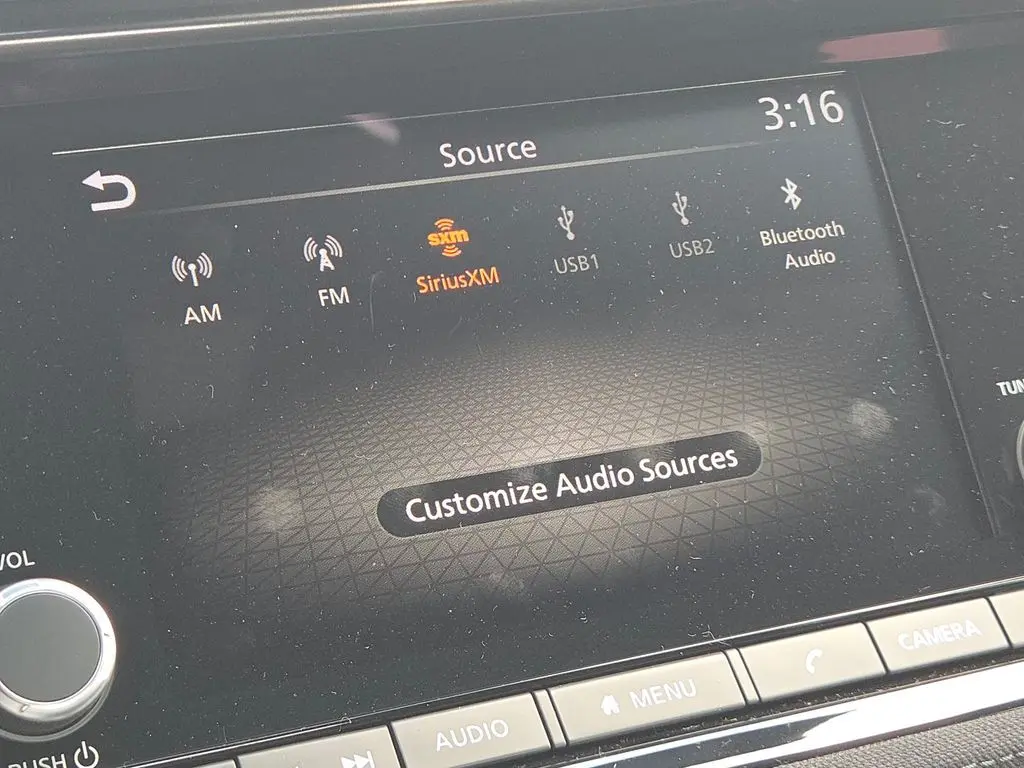 3:16
Source
sxm
AM
FM
SiriusXM
USB1
USB2
Bluetooth
Audio
Customize Audio Sources
VOL
PUSH
AUDIO
MENU
CAMERA